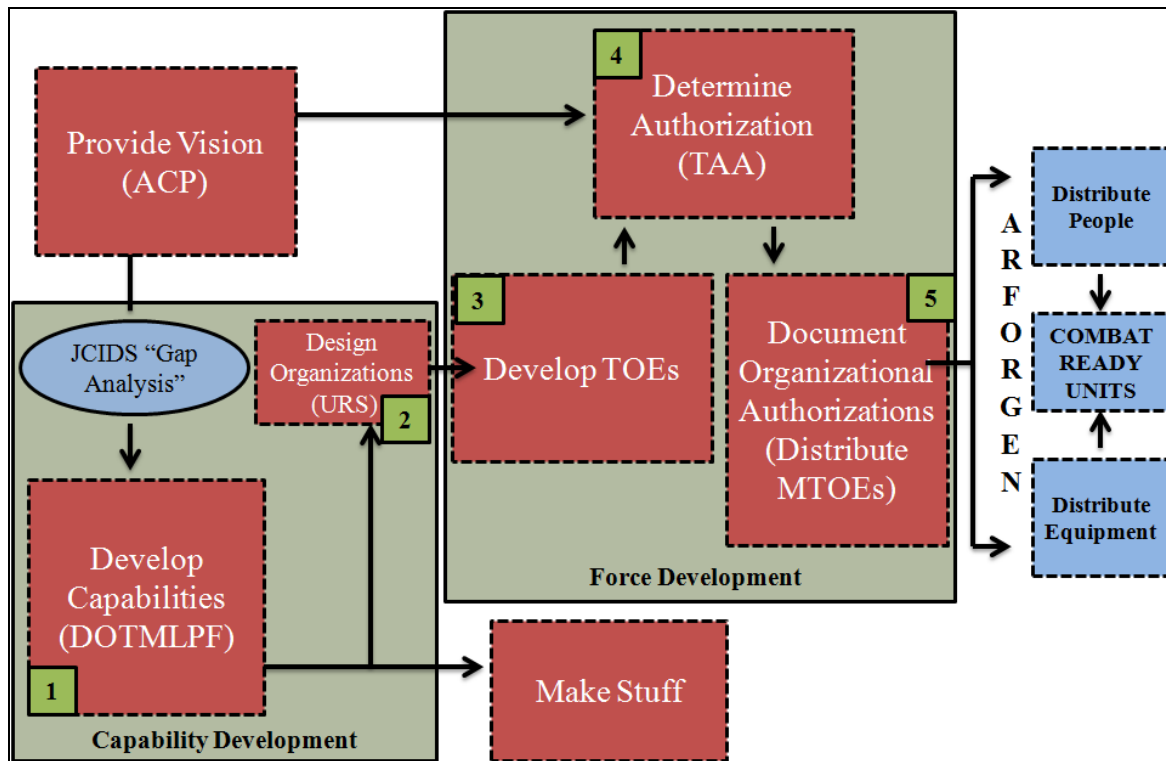 Provide Vision
(ACP)
4
Determine
Authorization
(TAA)
JCIDS “Gap
Analysis”
Design
Organizations
(URS)
2
3
Develop TOEs
5
Document
Organizational
Authorizations
(Distribute
MTOEs)
Force Development
Develop
Capabilities
(DOTMLPF)
1
Capability Development
Make Stuff
A
R
F
O
R
G
E
N
Distribute
People
COMBAT
READY
UNITS
Distribute
Equipment